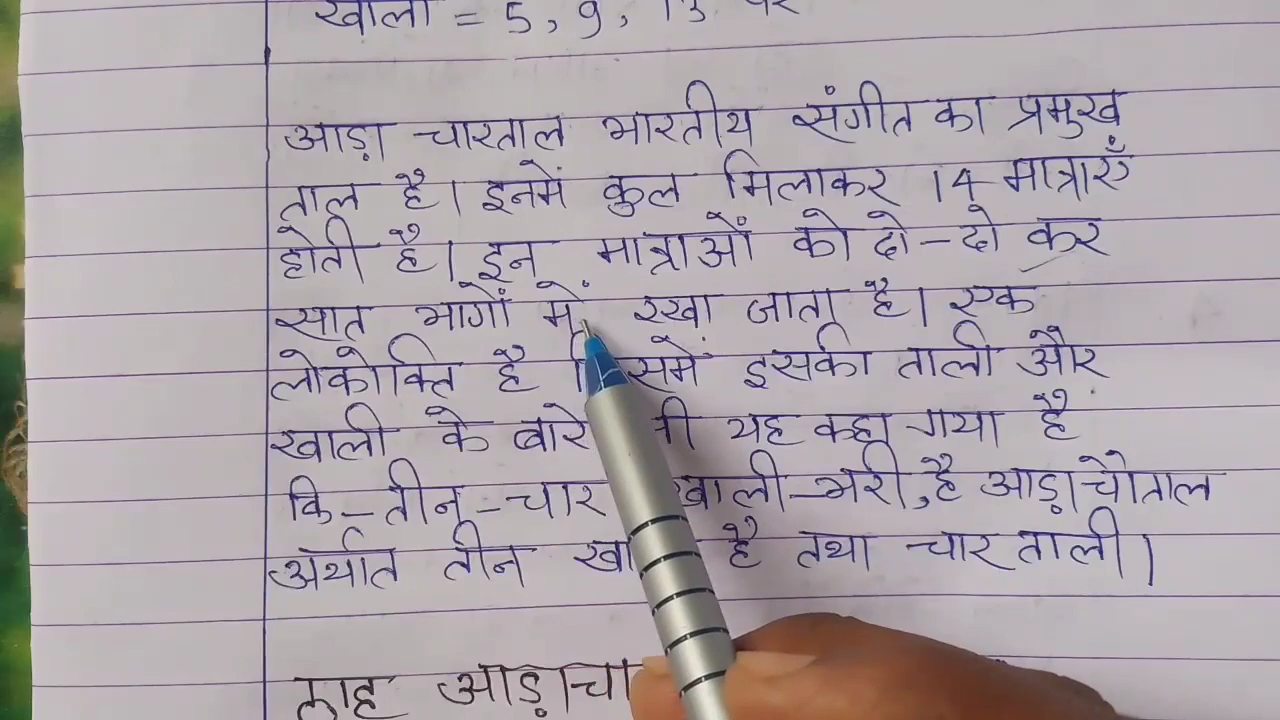 खाली = 5, 9, 13 पर
आड़ा चारताल भारतीय संगीत का प्रमुख
ताल है। इनमें कुल मिलाकर 14 मात्राएँ
होती है। इन मात्राओं को दो-दो कर
सात भागों में रखा जाता है। एक
लोकोक्ति है समें इसकी ताली और
खाली के बारे यह कहा गया है
कि-तीन-चार खाली-भरी, है आड़ाचौताल
अर्थात तीन खा है तथा चार ताली।
आड़ाचा